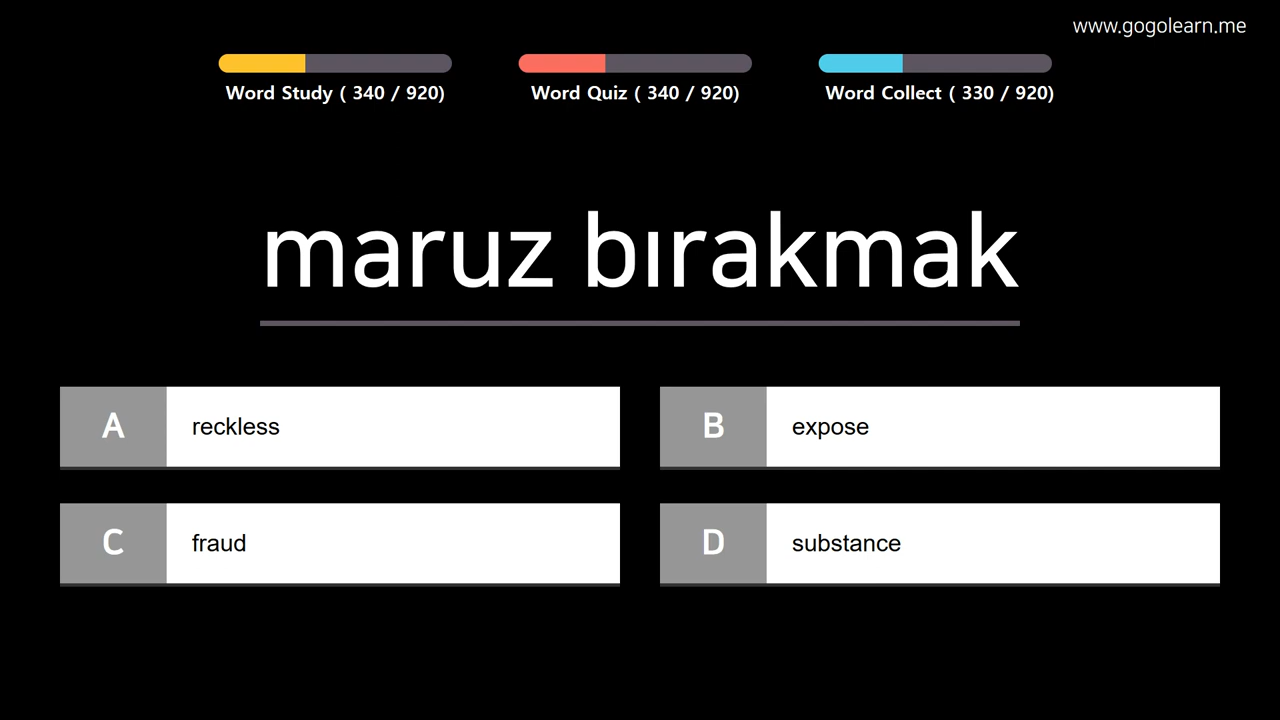 www.gogolearn.me
Word Study ( 340 / 920)
Word Quiz ( 340 / 920)
Word Collect ( 330 / 920)
maruz bırakmak
A reckless
B expose
C fraud
D substance